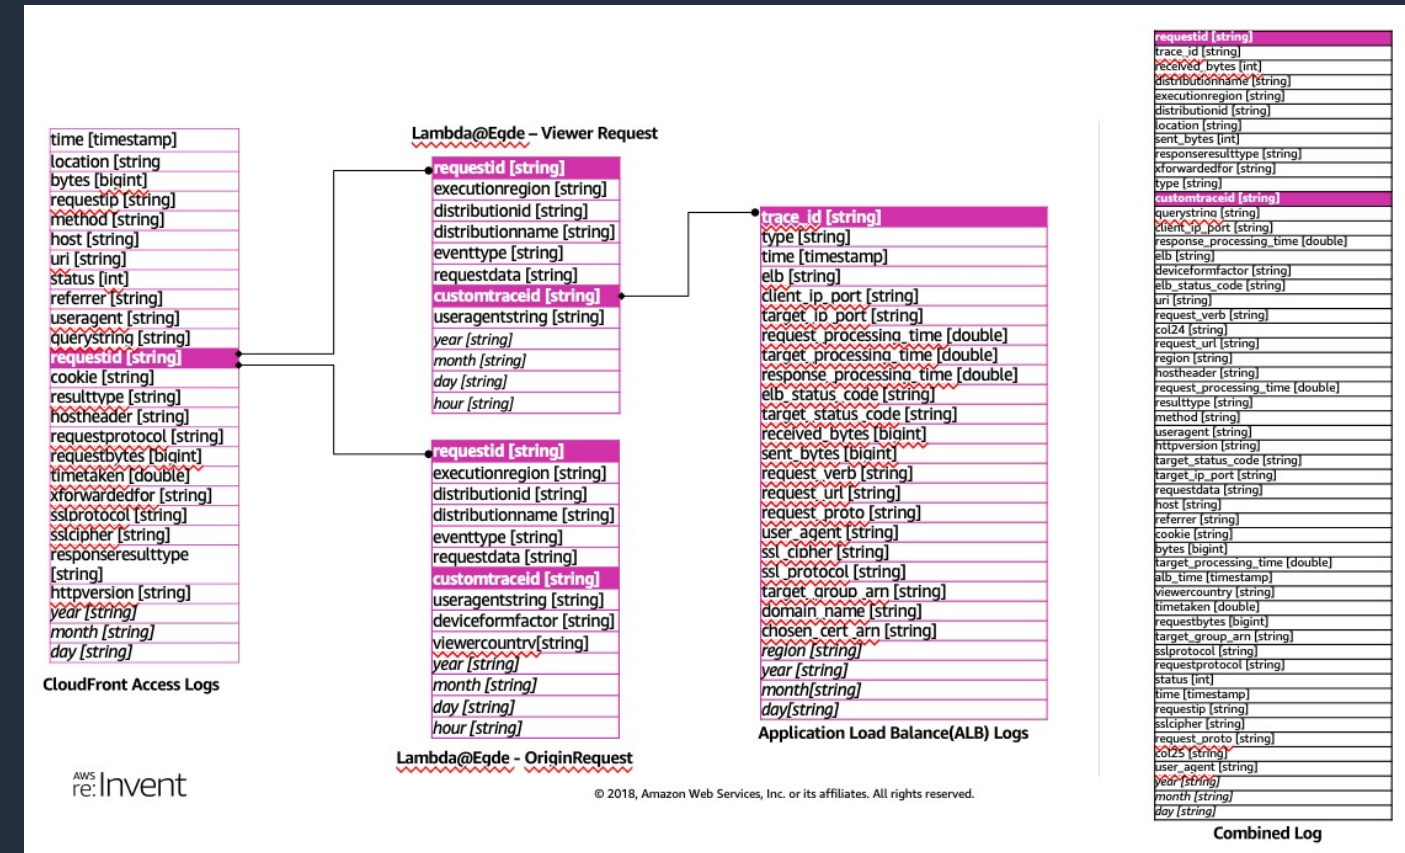 time [timestamp]
location [string
bytes [bigint]
requestip [string]
method [string]
host [string]
uri [string]
status [int]
referrer [string]
useragent [string]
querystring [string]
requestid [string]
cookie [string]
resulttype [string]
hostheader [string]
requestprotocol [string]
requestbytes [bigint]
timetaken [double]
xforwardedfor [string]
sslprotocol [string]
sslcipher [string]
responseresulttype
[string]
httpversion [string]
year [string]
month [string]
day [string]
CloudFront Access Logs
Lambda@Egde – Viewer Request
requestid [string]
executionregion [string]
distributionid [string]
distributionname [string]
eventtype [string]
requestdata [string]
customtraceid [string]
useragentstring [string]
year [string]
month [string]
day [string]
hour [string]
requestid [string]
executionregion [string]
distributionid [string]
distributionname [string]
eventtype [string]
requestdata [string]
customtraceid [string]
useragentstring [string]
deviceformfactor [string]
viewercountry[string]
year [string]
month [string]
day [string]
hour [string]
Lambda@Egde - OriginRequest
trace_id [string]
type [string]
time [timestamp]
elb [string]
client_ip_port [string]
target_ip_port [string]
request_processing_time [double]
target_processing_time [double]
response_processing_time [double]
elb_status_code [string]
target_status_code [string]
received_bytes [bigint]
sent_bytes [bigint]
request_verb [string]
request_url [string]
request_proto [string]
user_agent [string]
ssl_cipher [string]
ssl_protocol [string]
target_group_arn [string]
domain_name [string]
chosen_cert_arn [string]
region [string]
year [string]
month[string]
day[string]
Application Load Balance(ALB) Logs
requestid [string]
trace_id [string]
received_bytes [int]
distributionname [string]
executionregion [string]
distributionid [string]
location [string]
sent_bytes [int]
responseresulttype [string]
xforwardedfor [string]
type [string]
customtraceid [string]
querystring [string]
client_ip_port [string]
response_processing_time [double]
elb [string]
deviceformfactor [string]
elb_status_code [string]
uri [string]
request_verb [string]
col24 [string]
request_url [string]
region [string]
hostheader [string]
request_processing_time [double]
resulttype [string]
method [string]
useragent [string]
httpversion [string]
target_status_code [string]
target_ip_port [string]
requestdata [string]
host [string]
referrer [string]
cookie [string]
bytes [bigint]
target_processing_time [double]
alb_time [timestamp]
viewercountry [string]
timetaken [double]
requestbytes [bigint]
target_group_arn [string]
sslprotocol [string]
requestprotocol [string]
status [int]
time [timestamp]
requestip [string]
sslcipher [string]
request_proto [string]
col25 [string]
user_agent [string]
year [string]
month [string]
day [string]
Combined Log
AWS
re:Invent
© 2018, Amazon Web Services, Inc. or its affiliates. All rights reserved.